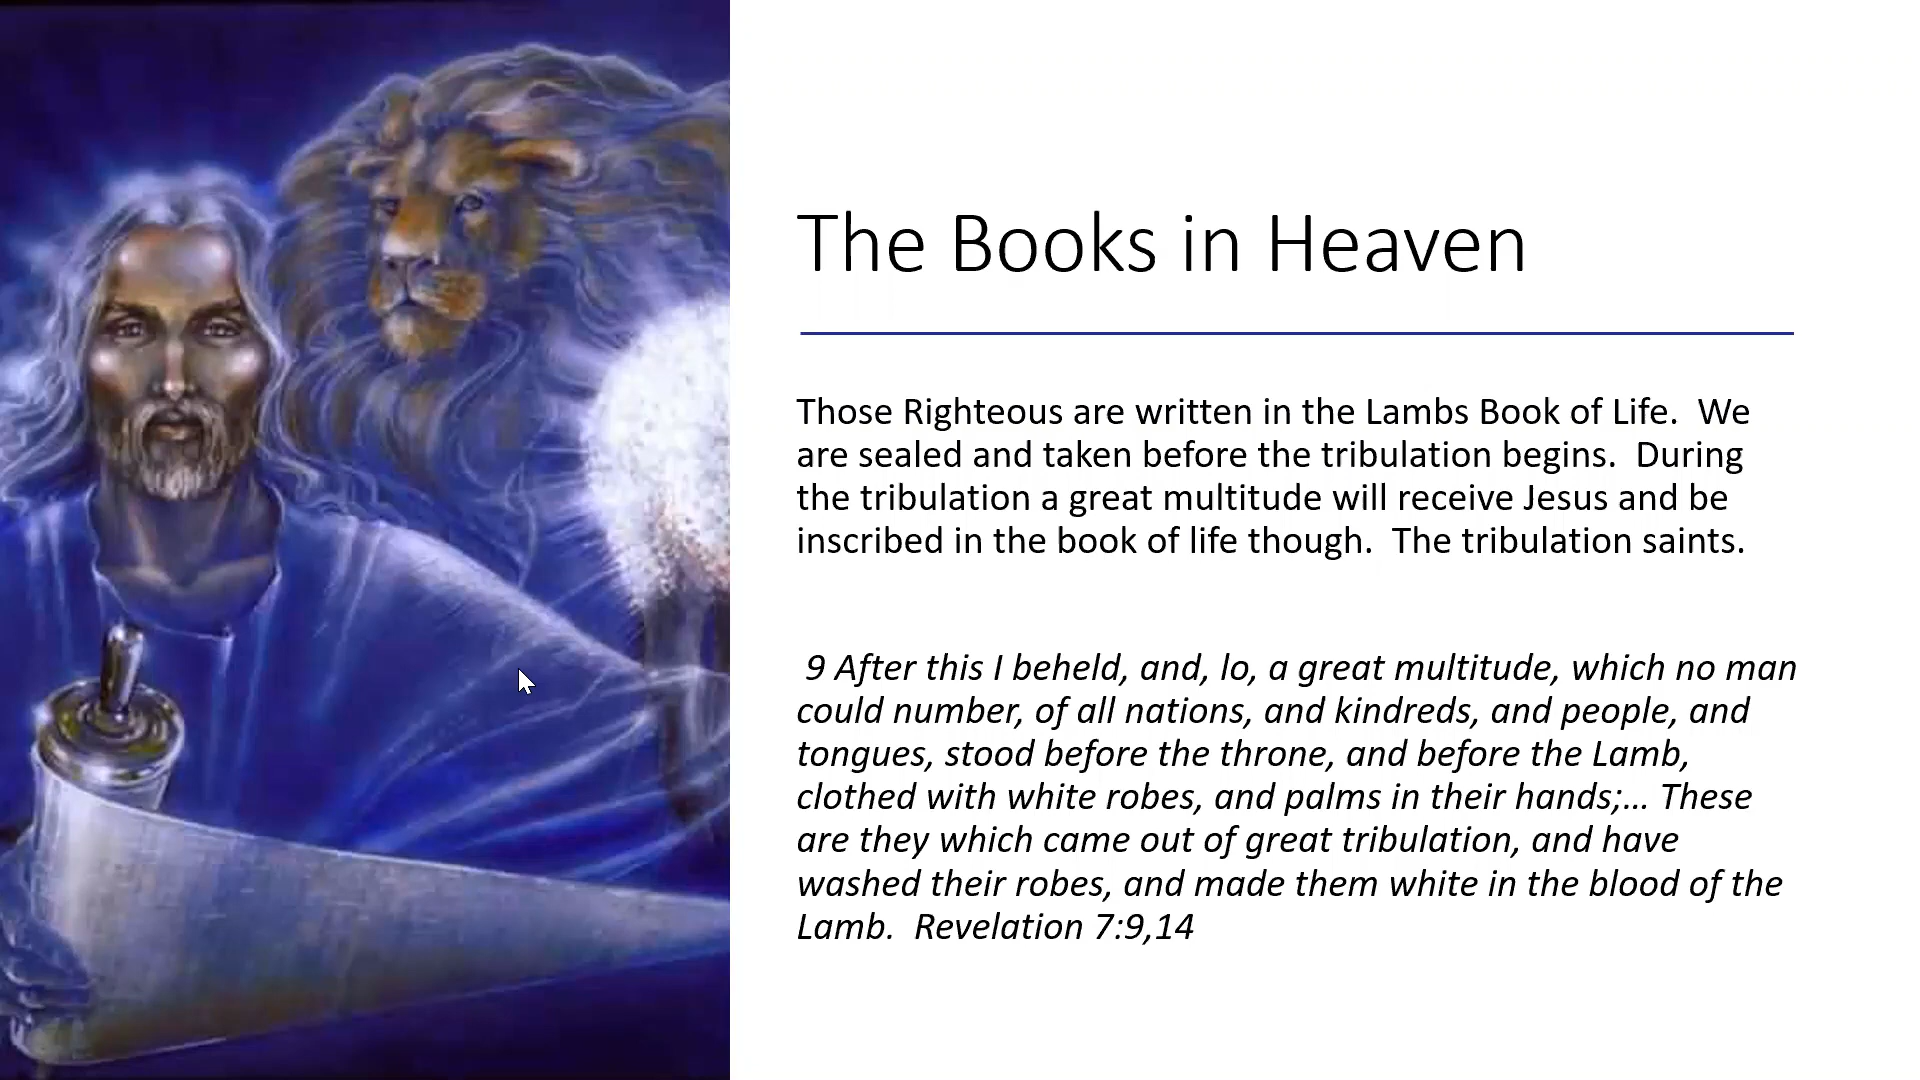 The Books in Heaven
Those Righteous are written in the Lambs Book of Life.  We
are sealed and taken before the tribulation begins.  During
the tribulation a great multitude will receive Jesus and be
inscribed in the book of life though.  The tribulation saints.
9 After this I beheld, and, lo, a great multitude, which no man
could number, of all nations, and kindreds, and people, and
tongues, stood before the throne, and before the Lamb,
clothed with white robes, and palms in their hands;… These
are they which came out of great tribulation, and have
washed their robes, and made them white in the blood of the
Lamb.  Revelation 7:9,14